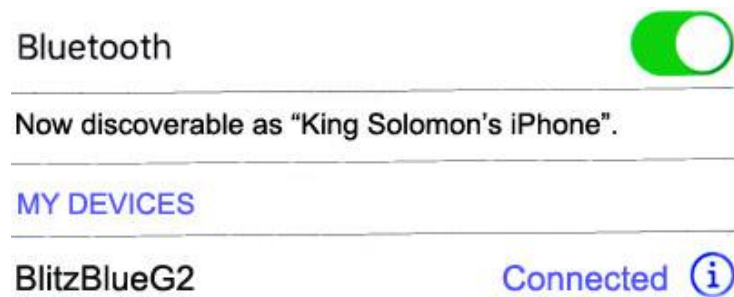 Bluetooth
Now discoverable as “King Solomon’s iPhone”.
MY DEVICES
BlitzBlueG2 Connected i